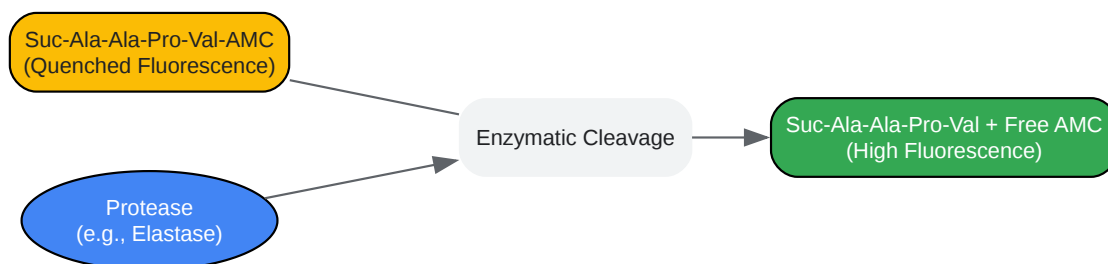 Suc-Ala-Ala-Pro-Val-AMC
(Quenched Fluorescence)
Protease
(e.g., Elastase)
Enzymatic Cleavage
Suc-Ala-Ala-Pro-Val + Free AMC
(High Fluorescence)